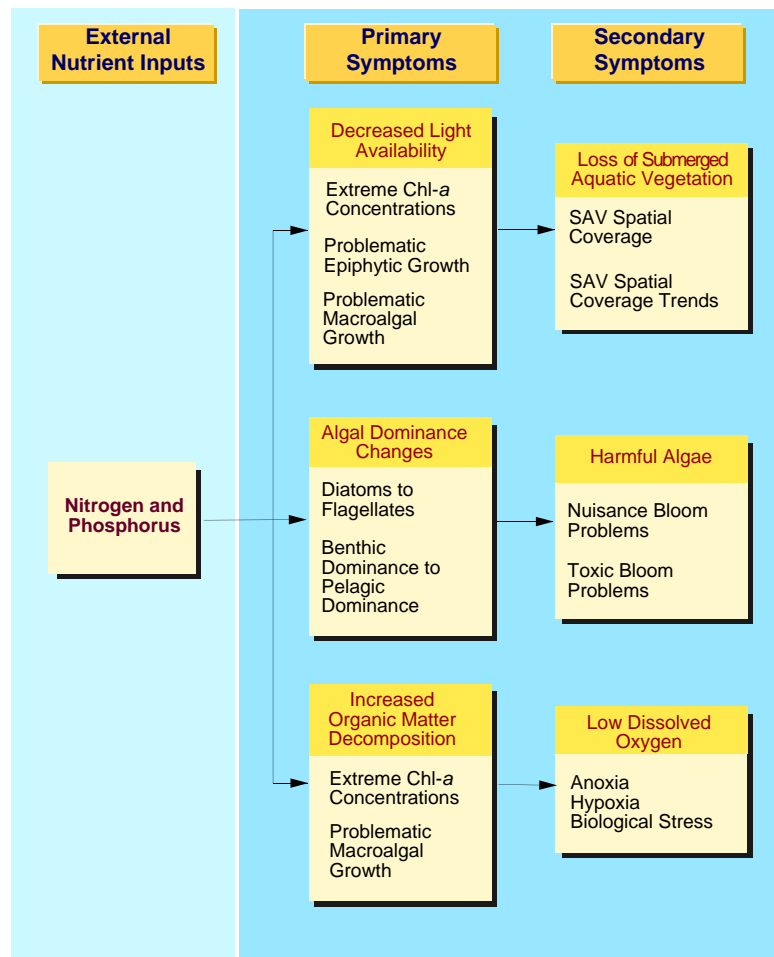 External
Nutrient Inputs
Primary
Symptoms
Secondary
Symptoms
Nitrogen and
Phosphorus
Decreased Light
Availability
Extreme Chl-a
Concentrations
Problematic
Epiphytic Growth
Problematic
Macroalgal
Growth
Loss of Submerged
Aquatic Vegetation
SAV Spatial
Coverage
SAV Spatial
Coverage Trends
Algal Dominance
Changes
Diatoms to
Flagellates
Benthic
Dominance to
Pelagic
Dominance
Harmful Algae
Nuisance Bloom
Problems
Toxic Bloom
Problems
Increased
Organic Matter
Decomposition
Extreme Chl-a
Concentrations
Problematic
Macroalgal
Growth
Low Dissolved
Oxygen
Anoxia
Hypoxia
Biological Stress